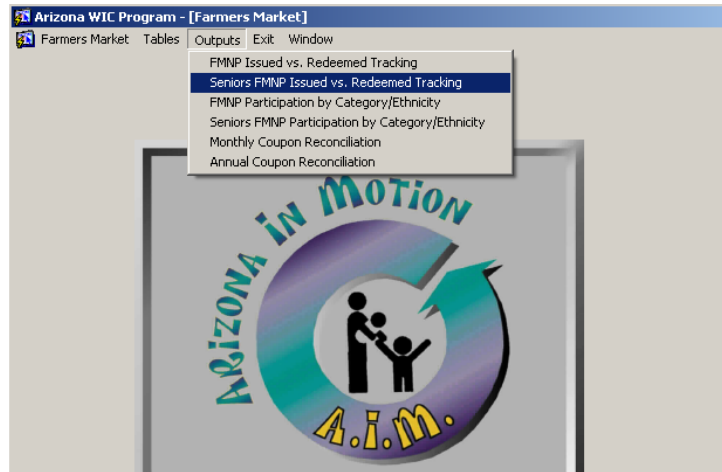 Arizona WIC Program - [Farmers Market]
Farmers Market Tables Outputs Exit Window
FMNP Issued vs. Redeemed Tracking
Seniors FMNP Issued vs. Redeemed Tracking
FMNP Participation by Category/Ethnicity
Seniors FMNP Participation by Category/Ethnicity
Monthly Coupon Reconciliation
Annual Coupon Reconciliation
ARiZONA iN MOTiON
A.i.M.